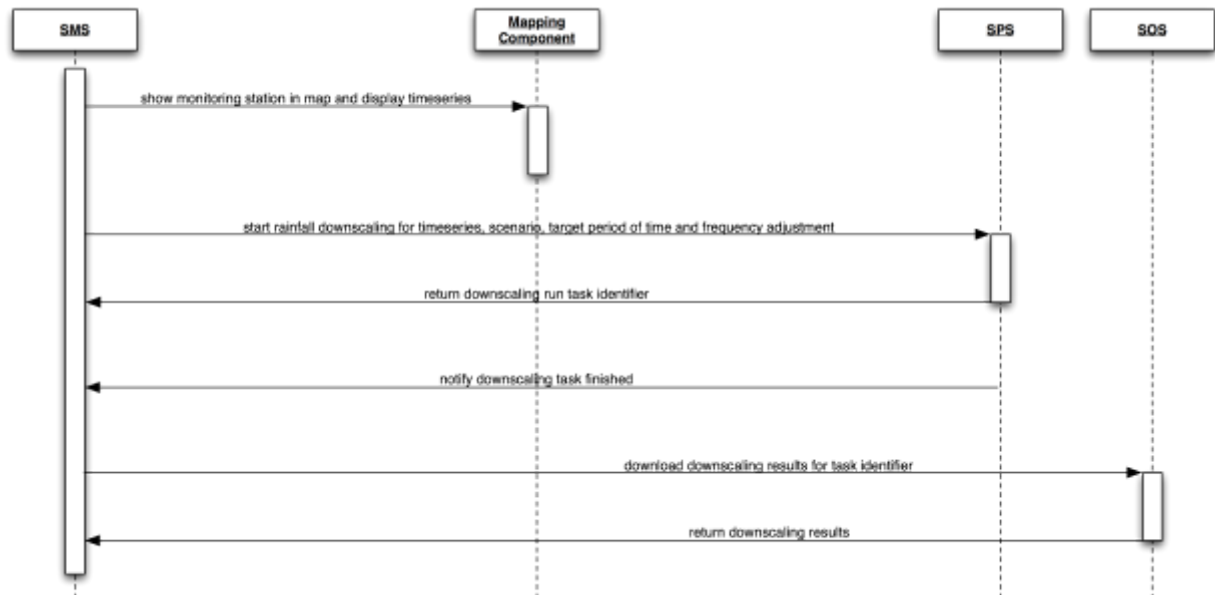 SMS
Mapping
Component
SPS
SOS
show monitoring station in map and display timeseries
start rainfall downscaling for timeseries, scenario, target period of time and frequency adjustment
return downscaling run task identifier
notify downscaling task finished
download downscaling results for task identifier
return downscaling results